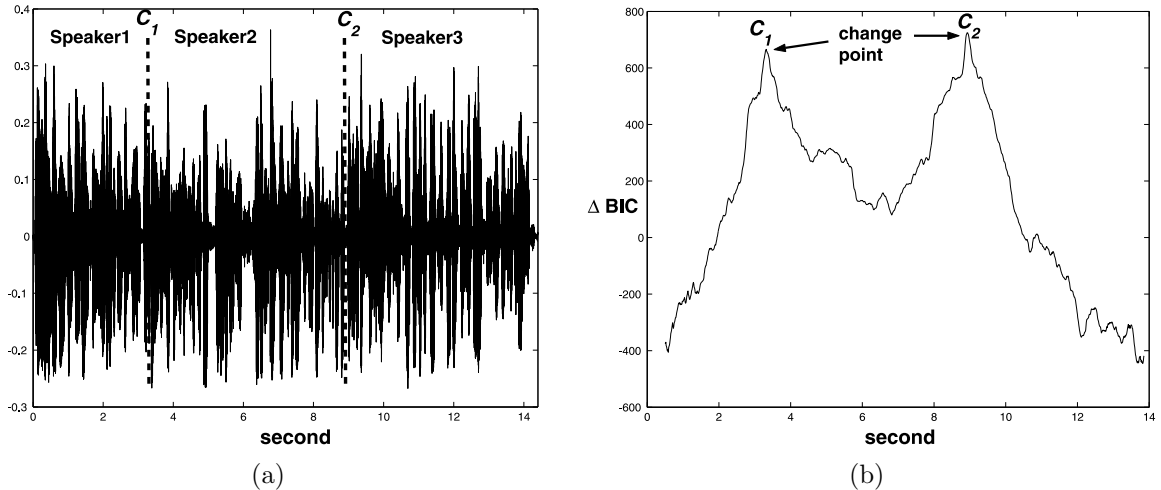 C1 C2
Speaker1 Speaker2 Speaker3
0.4
0.3
0.2
0.1
0
-0.1
-0.2
-0.3
0 2 4 6 8 10 12 14
second
(a)
800
600
400
200
Δ BIC
0
-200
-400
-600
C1 change point C2
0 2 4 6 8 10 12 14
second
(b)